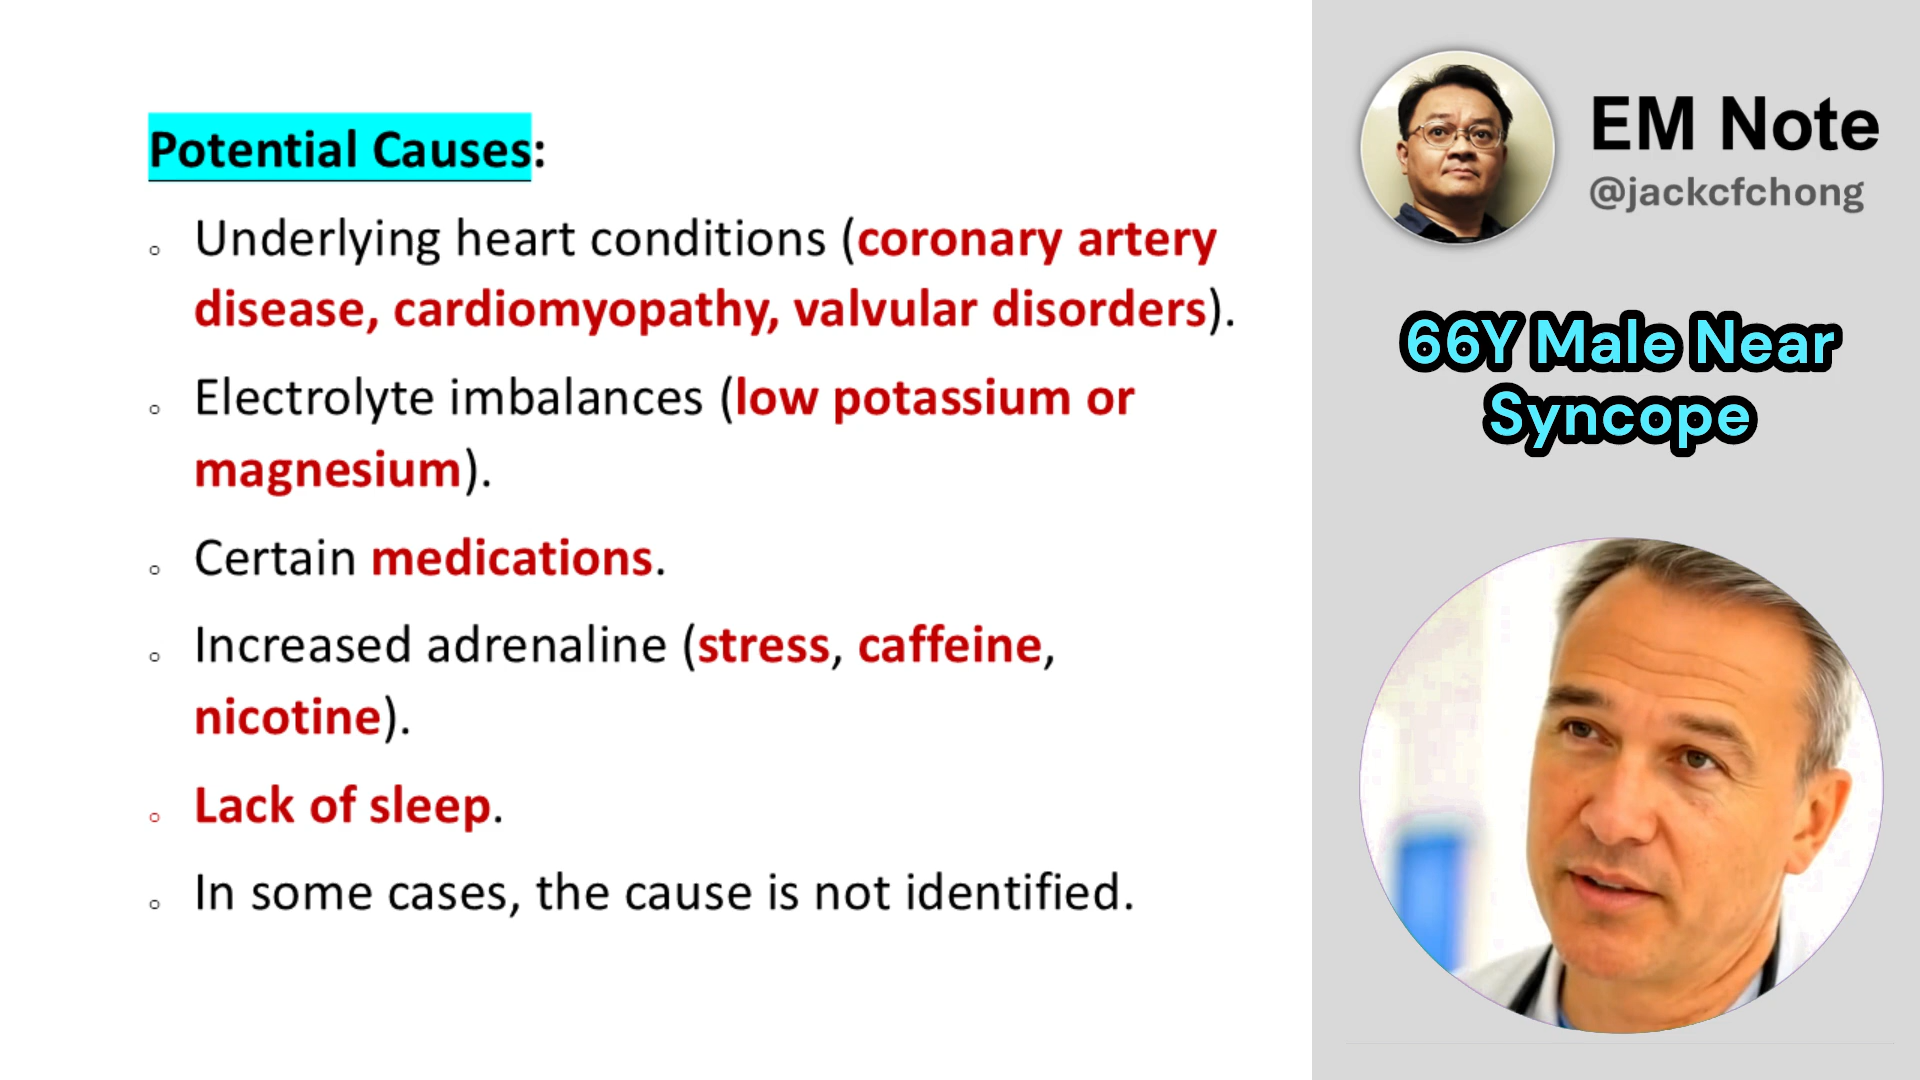 Potential Causes:
Underlying heart conditions (coronary artery
disease, cardiomyopathy, valvular disorders).
Electrolyte imbalances (low potassium or
magnesium).
Certain medications.
Increased adrenaline (stress, caffeine,
nicotine).
Lack of sleep.
In some cases, the cause is not identified.
EM Note
@jackcfchong
66Y Male Near
Syncope